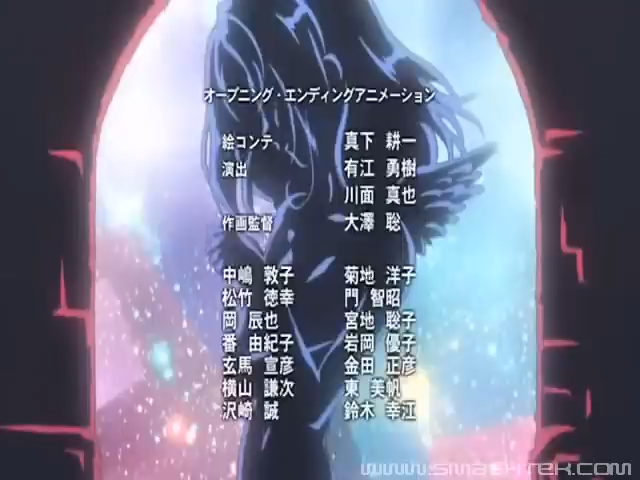 オープニング・エンディングアニメーション
絵コンテ 真下 耕一
演出 有江 勇樹
川面 真也
作画監督 大澤 聡
中嶋 敦子 菊地 洋子
松竹 徳幸 門 智昭
岡 辰也 宮地 聡子
番 由紀子 岩岡 優子
玄馬 宣彦 金田 正彦
横山 謙次 東 美帆
沢崎 誠 鈴木 幸江
www.smashtek.com